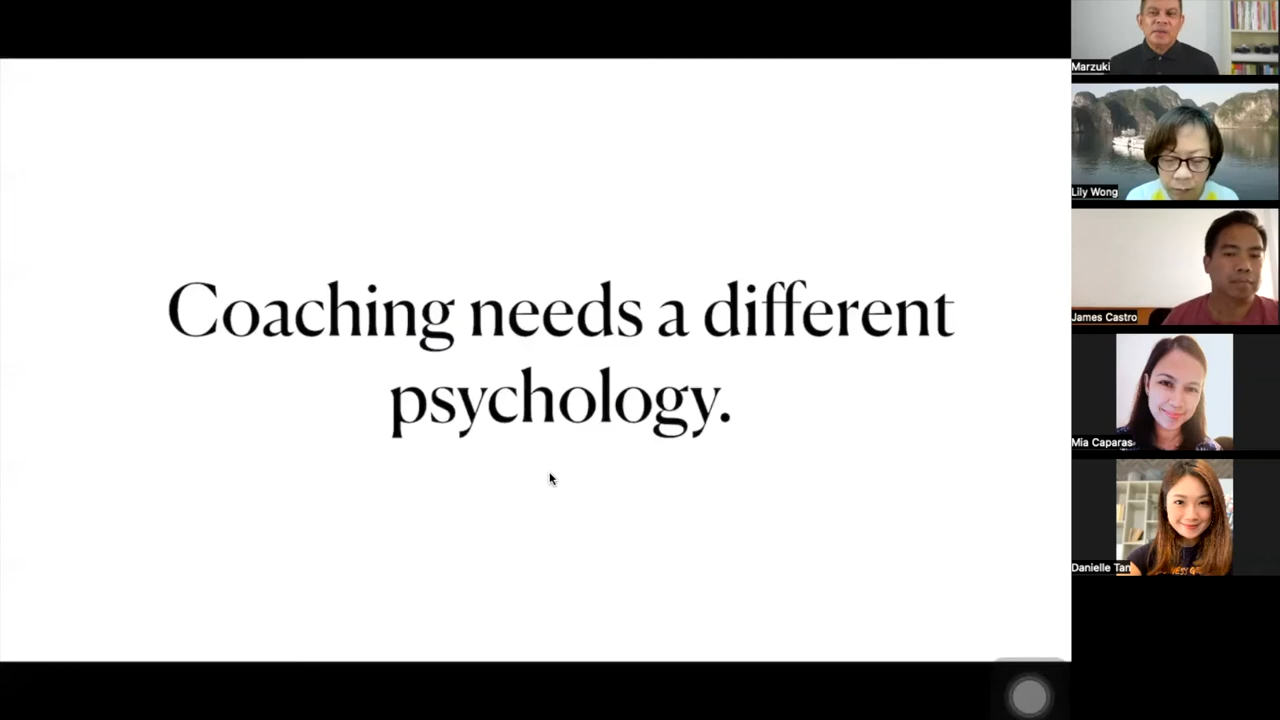 Coaching needs a different
psychology.
Marzuki
Lily Wong
James Castro
Mia Caparas
Danielle Tan